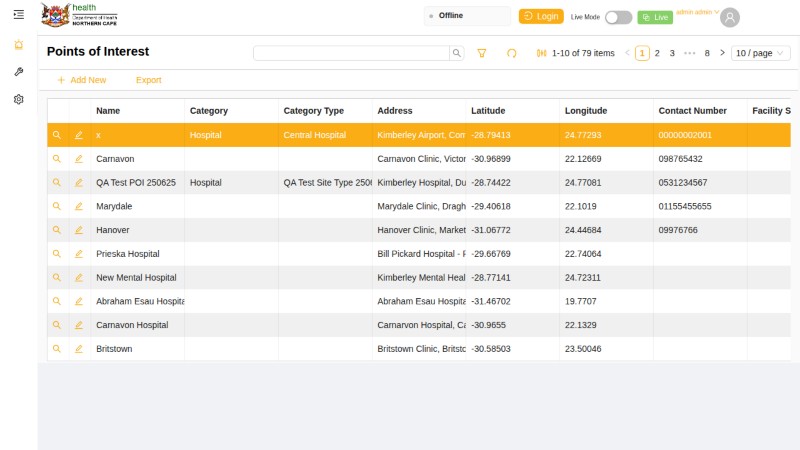 health
Department of Health
NORTHERN CAPE
Offline
Login
Live Mode
Live
admin admin
Points of Interest
1-10 of 79 items
1 2 3 ••• 8
10 / page
Add New
Export
Name Category Category Type Address Latitude Longitude Contact Number Facility S
x Hospital Central Hospital Kimberley Airport, Com -28.79413 24.77293 00000002001
Carnavon Carnavon Clinic, Victor -30.96899 22.12669 098765432
QA Test POI 250625 Hospital QA Test Site Type 2506 Kimberley Hospital, Du -28.74422 24.77081 0531234567
Marydale Marydale Clinic, Dragh -29.40618 22.1019 01155455655
Hanover Hanover Clinic, Market -31.06772 24.44684 09976766
Prieska Hospital Bill Pickard Hospital - P -29.66769 22.74064
New Mental Hospital Kimberley Mental Heal -28.77141 24.72311
Abraham Esau Hospita Abraham Esau Hospita -31.46702 19.7707
Carnavon Hospital Carnarvon Hospital, Ca -30.9655 22.1329
Britstown Britstown Clinic, Britsto -30.58503 23.50046